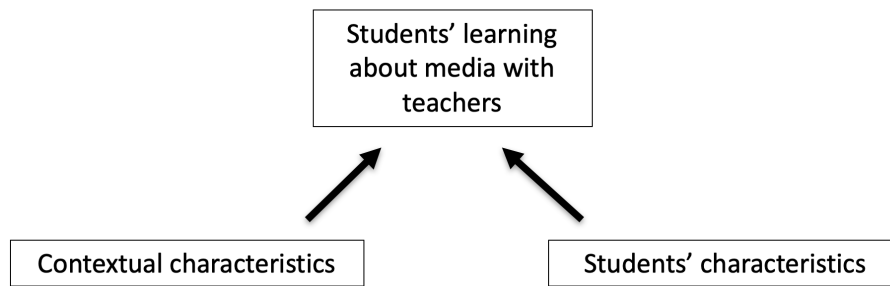 Students’ learning
about media with
teachers
Contextual characteristics
Students’ characteristics